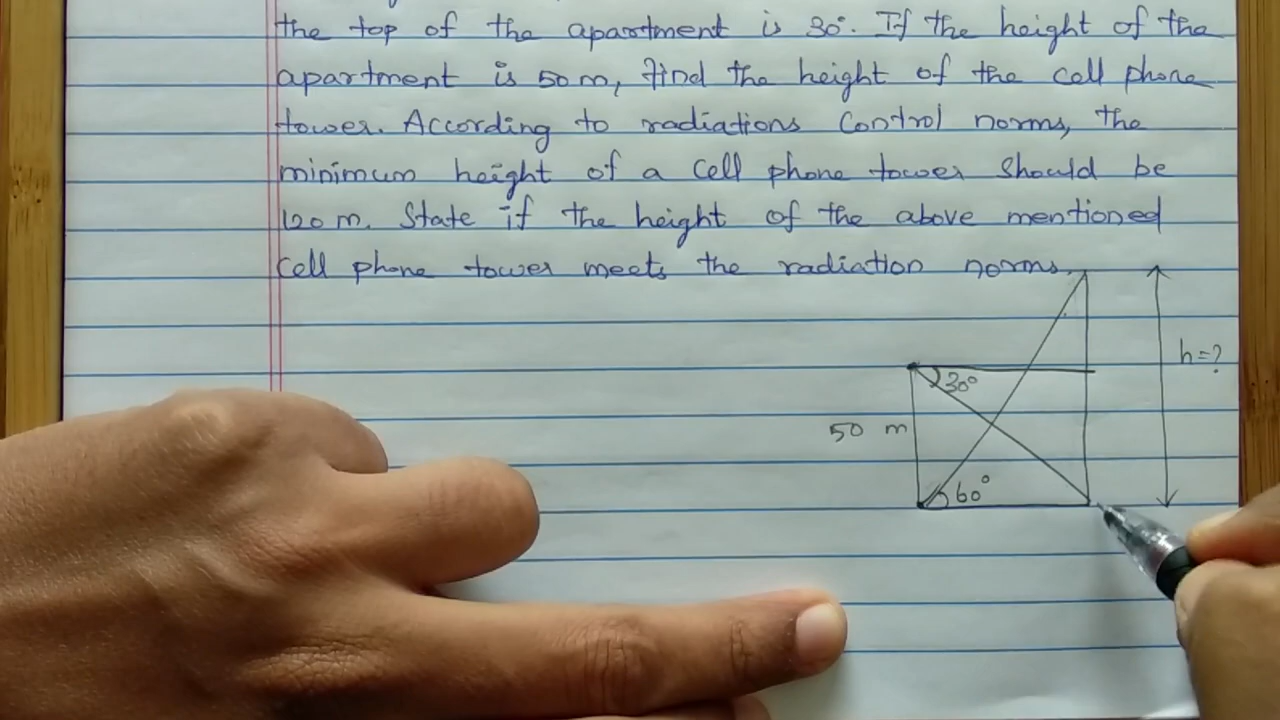 the top of the apartment is 30°. If the height of the
apartment is 50 m, find the height of the cell phone
tower. According to radiations Control norms, the
minimum height of a Cell phone tower should be
120 m. State if the height of the above mentioned
cell phone tower meets the radiation norms.
h=?
30°
50 m
60°